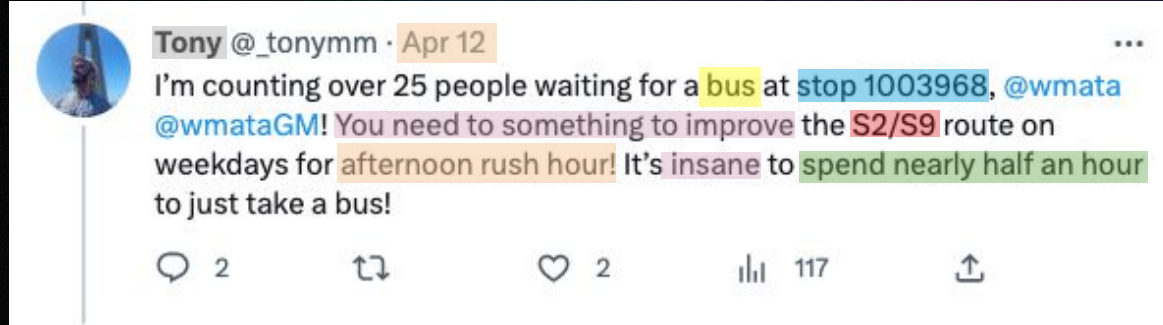 Tony @_tonymm · Apr 12
I'm counting over 25 people waiting for a bus at stop 1003968, @wmata
@wmataGM! You need to something to improve the S2/S9 route on
weekdays for afternoon rush hour! It's insane to spend nearly half an hour
to just take a bus!
2 2 117